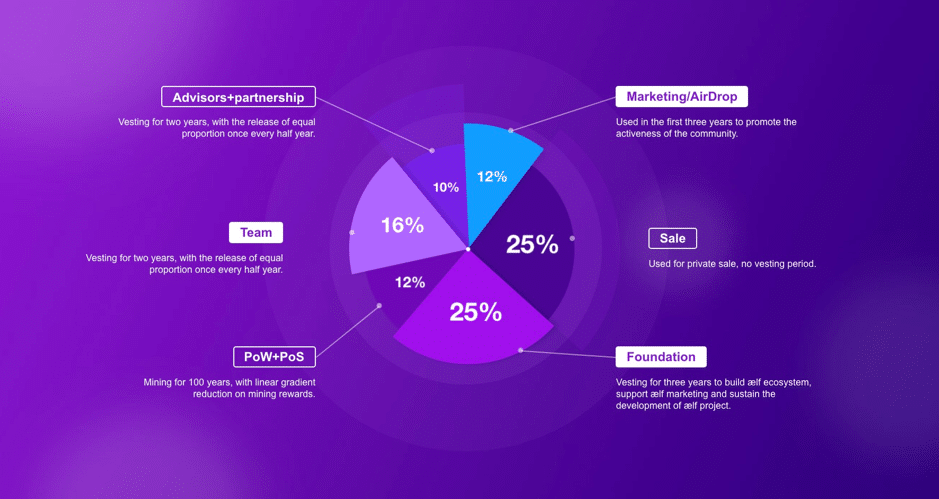 Advisors+partnership
Vesting for two years, with the release of equal
proportion once every half year.
Marketing/AirDrop
Used in the first three years to promote the
activeness of the community.
10%
12%
16%
25%
Team
Vesting for two years, with the release of equal
proportion once every half year.
Sale
Used for private sale, no vesting period.
12%
25%
PoW+PoS
Mining for 100 years, with linear gradient
reduction on mining rewards.
Foundation
Vesting for three years to build ælf ecosystem,
support ælf marketing and sustain the
development of ælf project.